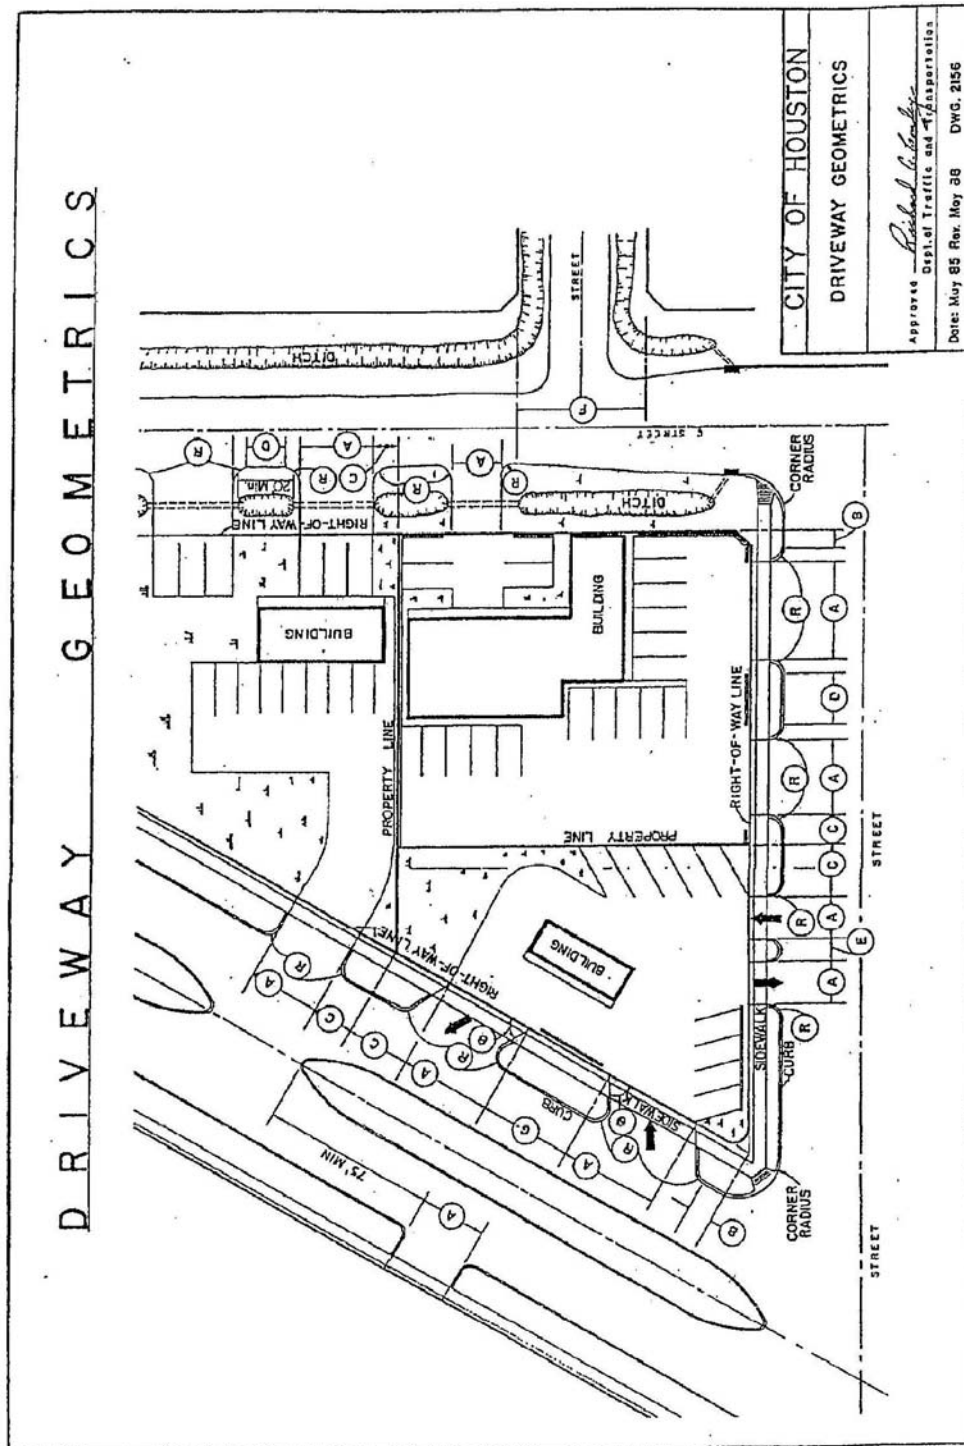 DRIVEWAY GEOMETRICS
DITCH
STREET
F
℄ STREET
R
D
A
C
R
A
20' Min.
R
R
RIGHT-OF-WAY LINE
DITCH
CORNER RADIUS
BUILDING
BUILDING
PROPERTY LINE
PROPERTY LINE
RIGHT-OF-WAY LINE
RIGHT-OF-WAY LINE
BUILDING
75' MIN
A
A
C
C
A
G.
A
B
R
R
B
R
θ
CURB
SIDEWALK
SIDEWALK
CURB
CORNER RADIUS
R
R
R
R
A
E
A
C
C
A
D
A
B
STREET
STREET
CITY OF HOUSTON
DRIVEWAY GEOMETRICS
Approved
Dept. of Traffic and Transportation
Date: May 85 Rev. May 88 DWG. 2156